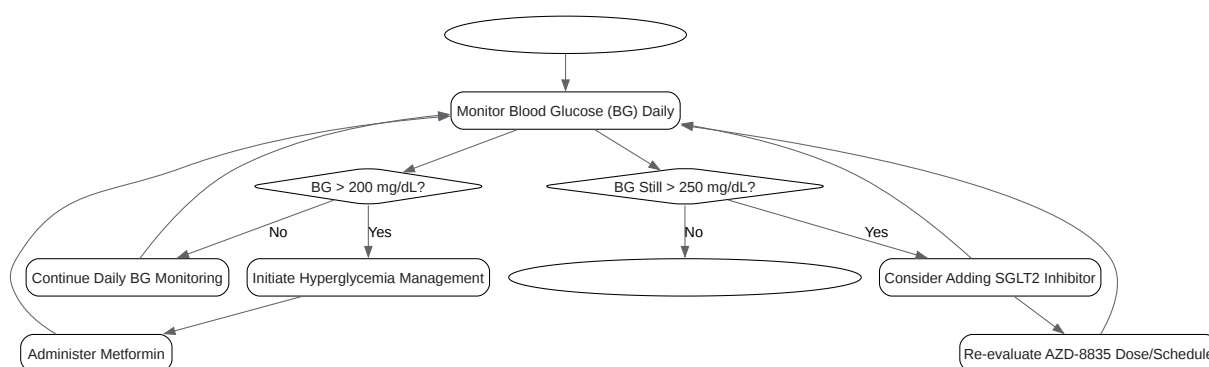 Monitor Blood Glucose (BG) Daily
BG > 200 mg/dL?
BG Still > 250 mg/dL?
No
Yes
No
Yes
Continue Daily BG Monitoring
Initiate Hyperglycemia Management
Consider Adding SGLT2 Inhibitor
Administer Metformin
Re-evaluate AZD-8835 Dose/Schedule